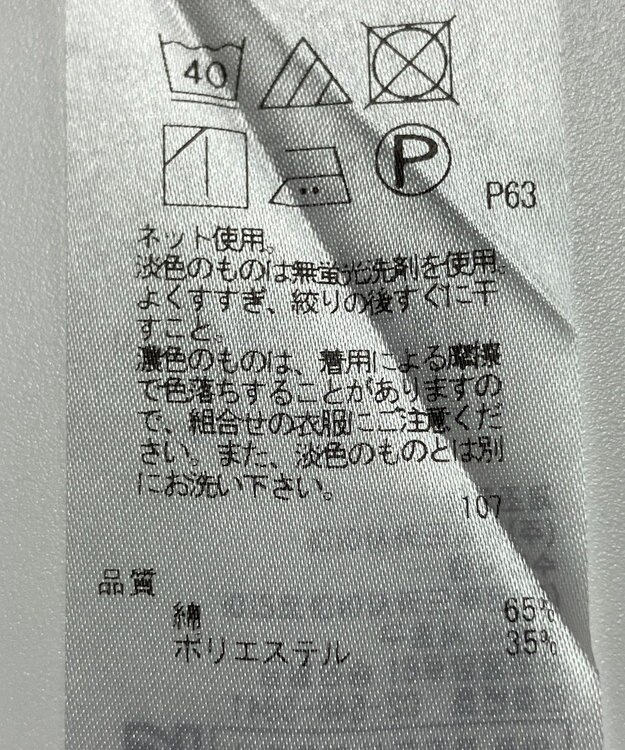 40
P
P63
ネット使用。
淡色のものは無蛍光洗剤を使用。
よくすすぎ、絞りの後すぐに干
すこと。
濃色のものは、着用による摩擦
で色落ちすることがありますの
で、組合せの衣服にご注意くだ
さい。また、淡色のものとは別
にお洗い下さい。
107
品質
綿 65%
ポリエステル 35%